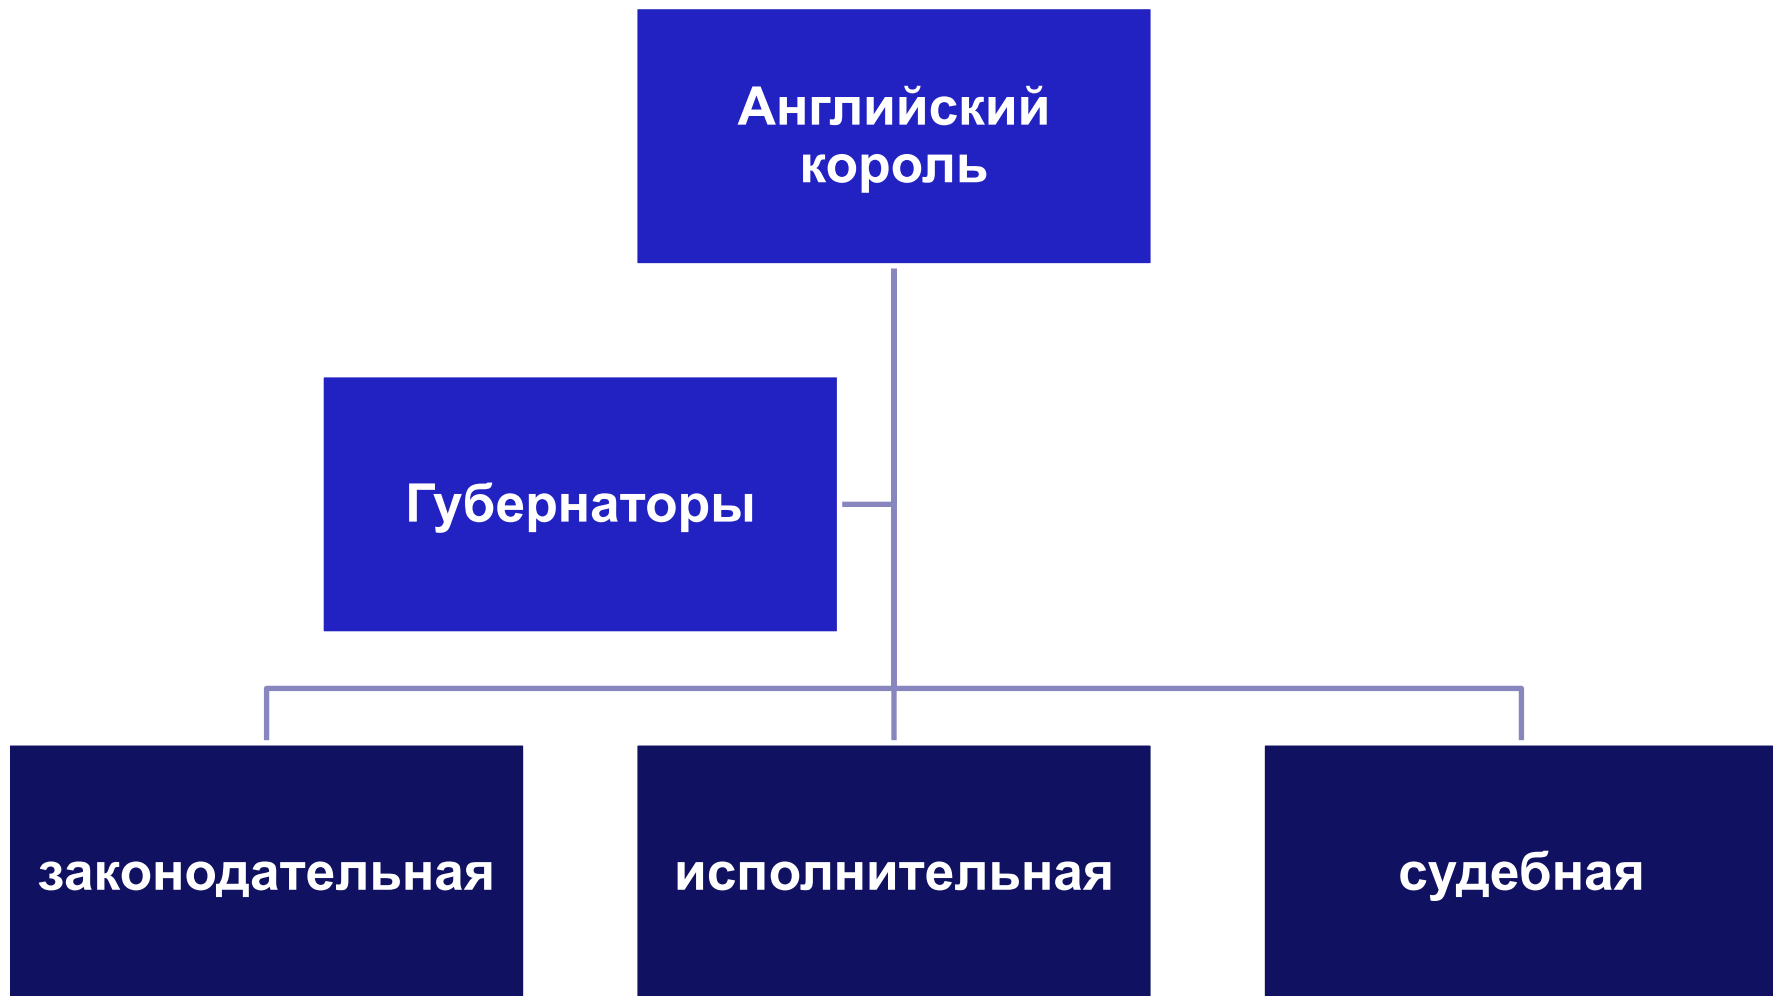 Английский
король
Губернаторы
законодательная
исполнительная
судебная